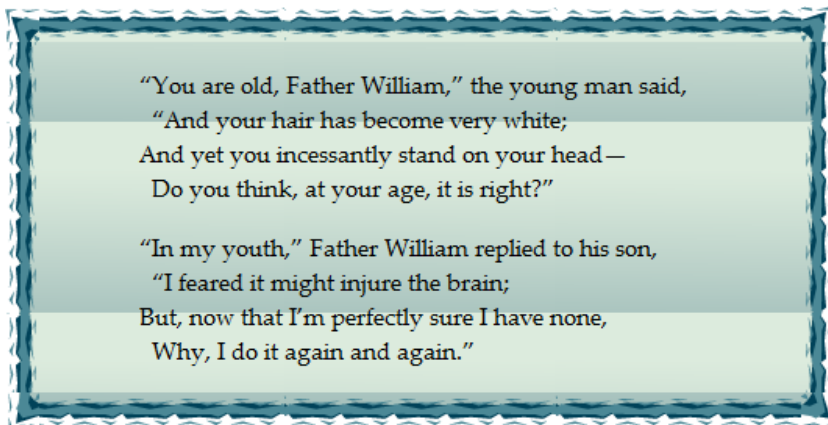 “You are old, Father William,” the young man said,
“And your hair has become very white;
And yet you incessantly stand on your head—
Do you think, at your age, it is right?”
“In my youth,” Father William replied to his son,
“I feared it might injure the brain;
But, now that I’m perfectly sure I have none,
Why, I do it again and again.”